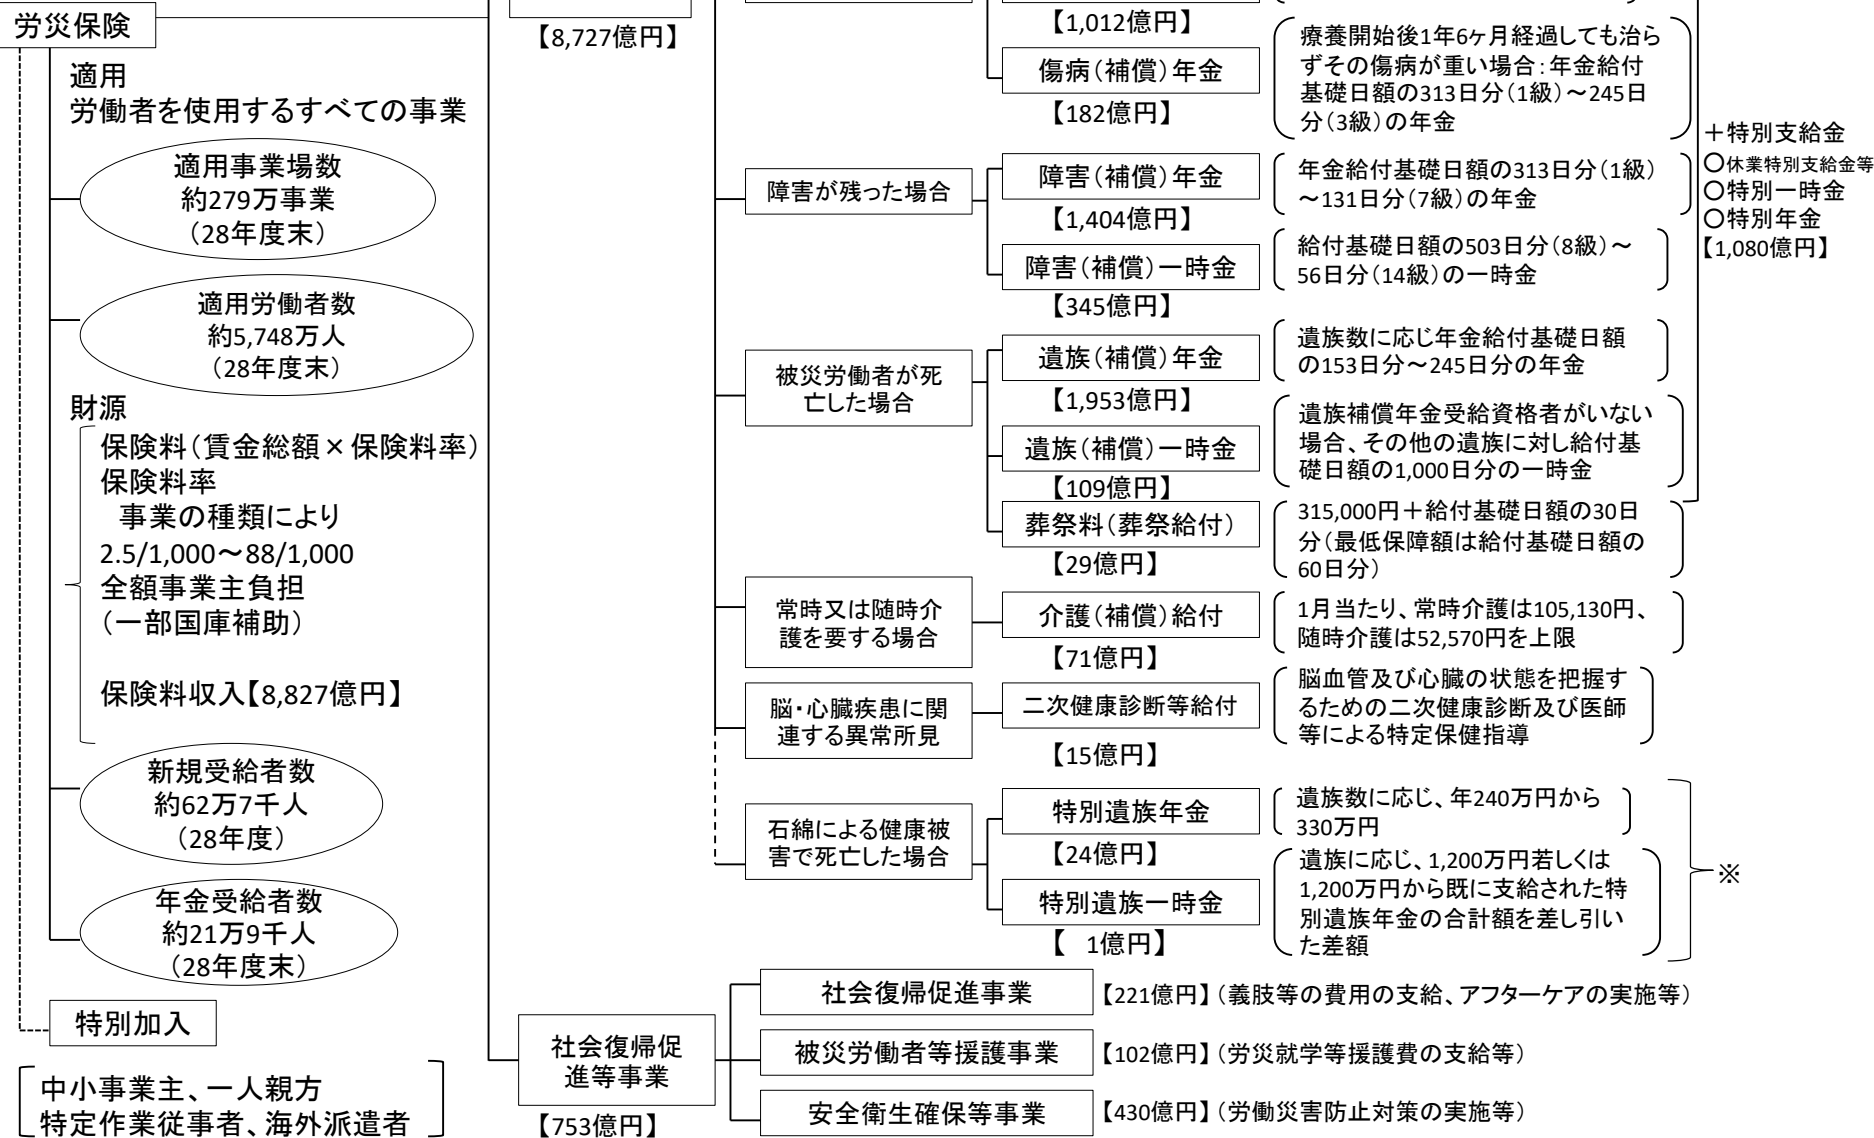 労災保険
適用
労働者を使用するすべての事業
適用事業場数
約279万事業
（28年度末）
適用労働者数
約5,748万人
（28年度末）
財源
保険料（賃金総額×保険料率）
保険料率
事業の種類により
2.5/1,000～88/1,000
全額事業主負担
（一部国庫補助）
保険料収入【8,827億円】
新規受給者数
約62万7千人
（28年度）
年金受給者数
約21万9千人
（28年度末）
特別加入
中小事業主、一人親方
特定作業従事者、海外派遣者
【8,727億円】
【1,012億円】
傷病（補償）年金
【182億円】
療養開始後1年6ヶ月経過しても治ら
ずその傷病が重い場合：年金給付
基礎日額の313日分（1級）～245日
分（3級）の年金
障害が残った場合
障害（補償）年金
【1,404億円】
年金給付基礎日額の313日分（1級）
～131日分（7級）の年金
障害（補償）一時金
【345億円】
給付基礎日額の503日分（8級）～
56日分（14級）の一時金
被災労働者が死
亡した場合
遺族（補償）年金
【1,953億円】
遺族数に応じ年金給付基礎日額
の153日分～245日分の年金
遺族（補償）一時金
【109億円】
遺族補償年金受給資格者がいない
場合、その他の遺族に対し給付基
礎日額の1,000日分の一時金
葬祭料（葬祭給付）
【29億円】
315,000円＋給付基礎日額の30日
分（最低保障額は給付基礎日額の
60日分）
常時又は随時介
護を要する場合
介護（補償）給付
【71億円】
1月当たり、常時介護は105,130円、
随時介護は52,570円を上限
脳・心臓疾患に関
連する異常所見
二次健康診断等給付
【15億円】
脳血管及び心臓の状態を把握す
るための二次健康診断及び医師
等による特定保健指導
石綿による健康被
害で死亡した場合
特別遺族年金
【24億円】
遺族数に応じ、年240万円から
330万円
特別遺族一時金
【　1億円】
遺族に応じ、1,200万円若しくは
1,200万円から既に支給された特
別遺族年金の合計額を差し引い
た差額
※
＋特別支給金
○休業特別支給金等
○特別一時金
○特別年金
【1,080億円】
社会復帰促
進等事業
【753億円】
社会復帰促進事業
【221億円】（義肢等の費用の支給、アフターケアの実施等）
被災労働者等援護事業
【102億円】（労災就学等援護費の支給等）
安全衛生確保等事業
【430億円】（労働災害防止対策の実施等）